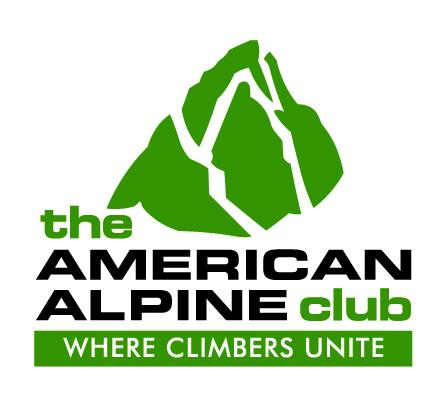 the
AMERICAN
ALPINE club
WHERE CLIMBERS UNITE